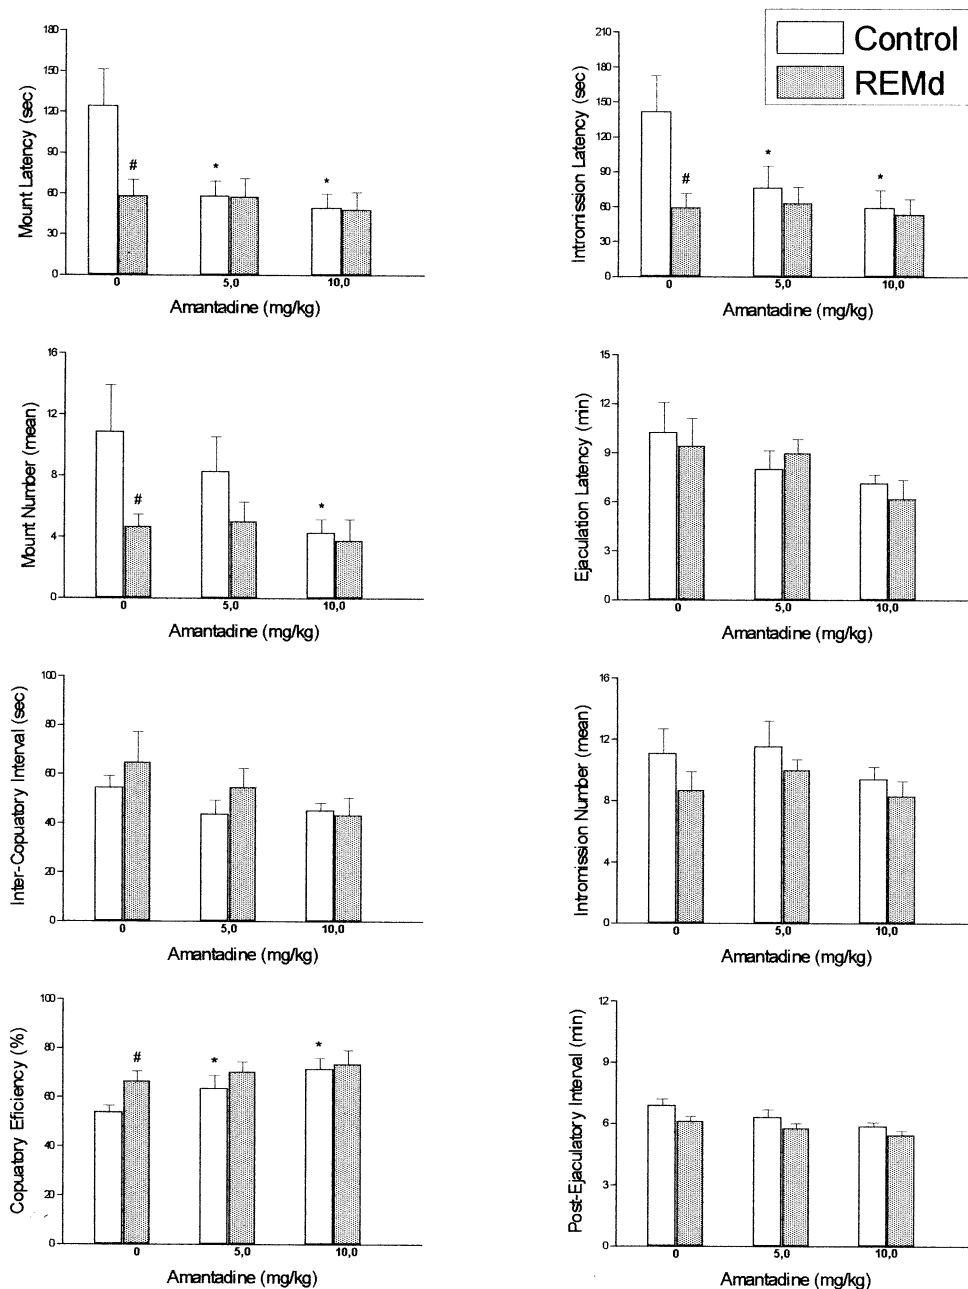 Control
REMd
Mount Latency (sec)
180
150
120
90
60
30
0
#
*
*
0 5,0 10,0
Amantadine (mg/kg)
Intromission Latency (sec)
210
180
150
120
90
60
30
0
#
*
*
0 5,0 10,0
Amantadine (mg/kg)
Mount Number (mean)
16
12
8
4
0
#
*
0 5,0 10,0
Amantadine (mg/kg)
Ejaculation Latency (min)
15
12
9
6
3
0
0 5,0 10,0
Amantadine (mg/kg)
Inter-Copuatory Interval (sec)
100
80
60
40
20
0
0 5,0 10,0
Amantadine (mg/kg)
Intromission Number (mean)
16
12
8
4
0
0 5,0 10,0
Amantadine (mg/kg)
Copuatory Eficiency (%)
100
80
60
40
20
0
#
*
*
0 5,0 10,0
Amantadine (mg/kg)
Post-Ejaculatory Interval (min)
12
9
6
3
0
0 5,0 10,0
Amantadine (mg/kg)